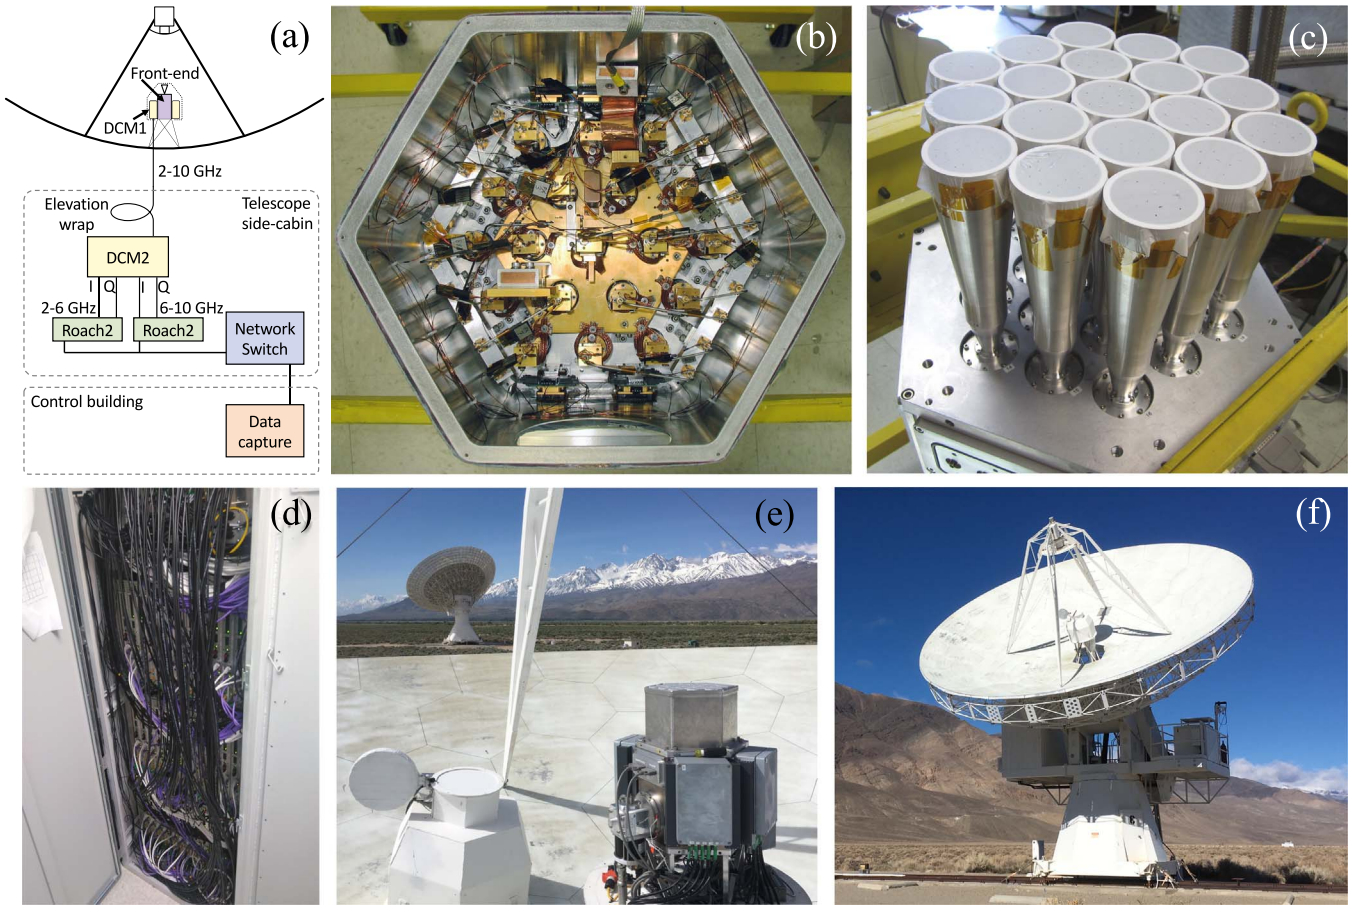 (a)
Front-end
DCM1
2-10 GHz
Elevation
wrap
Telescope
side-cabin
DCM2
I Q I Q
2-6 GHz
6-10 GHz
Roach2
Roach2
Network
Switch
Control building
Data
capture
(b)
(c)
(d)
(e)
(f)